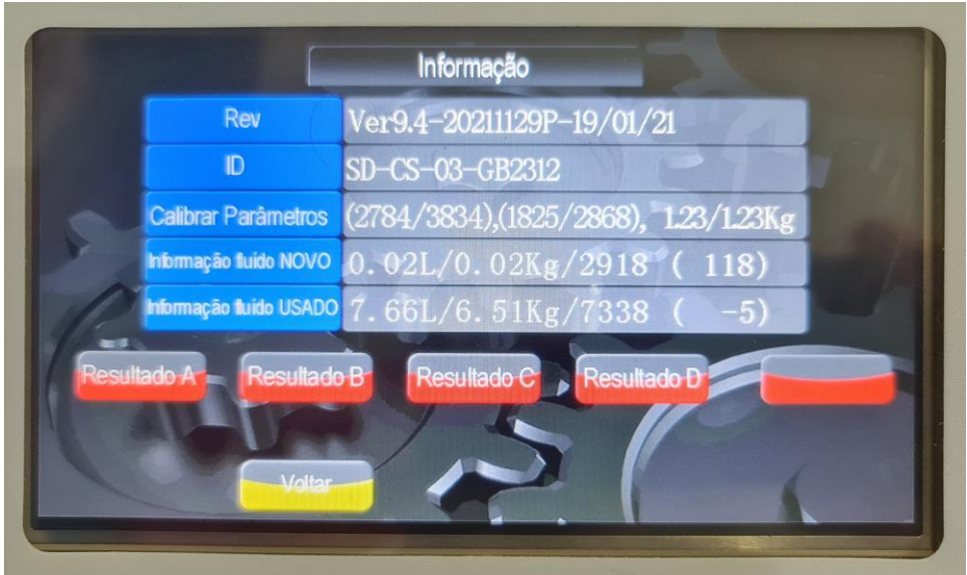 Informação
Rev Ver9.4-20211129P-19/01/21
ID SD-CS-03-GB2312
Calibrar Parâmetros (2784/3834),(1825/2868), 1.23/1.23Kg
Informação fluído NOVO 0.02L/0.02Kg/2918 ( 118)
Informação fluído USADO 7.66L/6.51Kg/7338 ( -5)
Resultado A Resultado B Resultado C Resultado D
Voltar